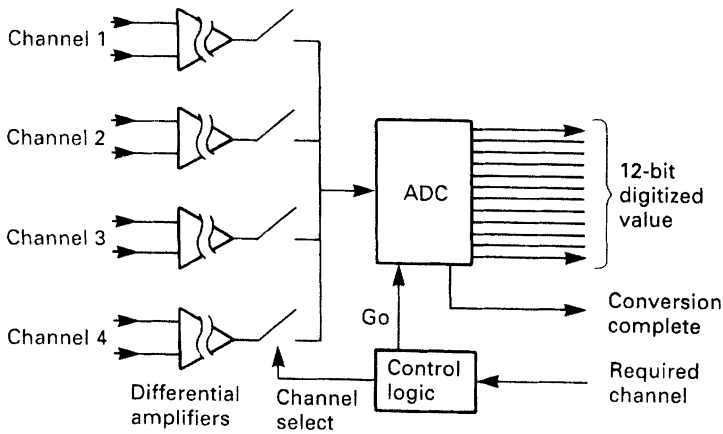 Channel 1
Channel 2
Channel 3
Channel 4
Differential
amplifiers
Channel
select
ADC
Go
Control
logic
12-bit
digitized
value
Conversion
complete
Required
channel